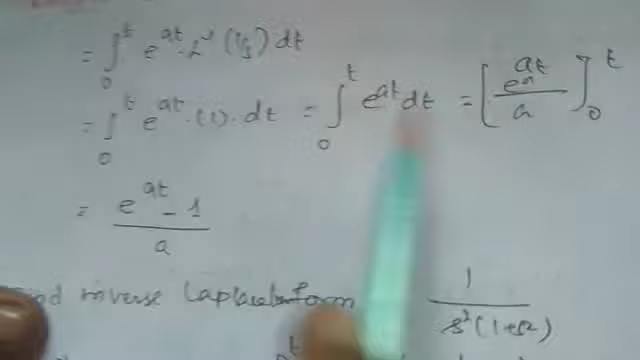 = ∫₀ᵗ e^{at}·L⁻¹(1/s) dt
= ∫₀ᵗ e^{at}·(1)·dt = ∫₀ᵗ e^{at} dt = [e^{at}/a]₀ᵗ
= (e^{at} - 1)/a
inverse Laplace form 1/(s²(1+s²))